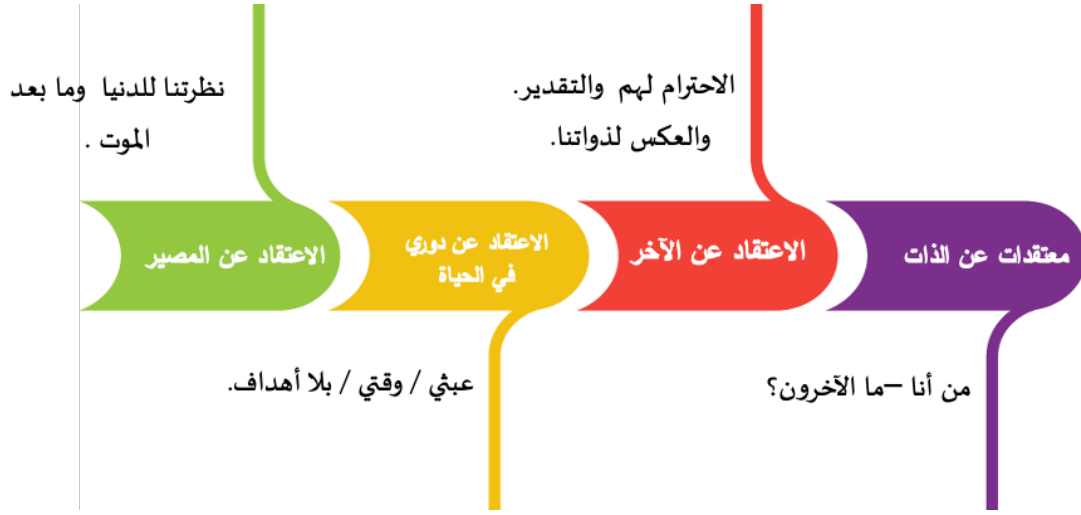 معتقدات عن الذات
من أنا –ما الآخرون؟
الاعتقاد عن الآخر
الاحترام لهم والتقدير.
والعكس لذواتنا.
الاعتقاد عن دوري
في الحياة
عبثي / وقتي / بلا أهداف.
الاعتقاد عن المصير
نظرتنا للدنيا وما بعد
الموت .